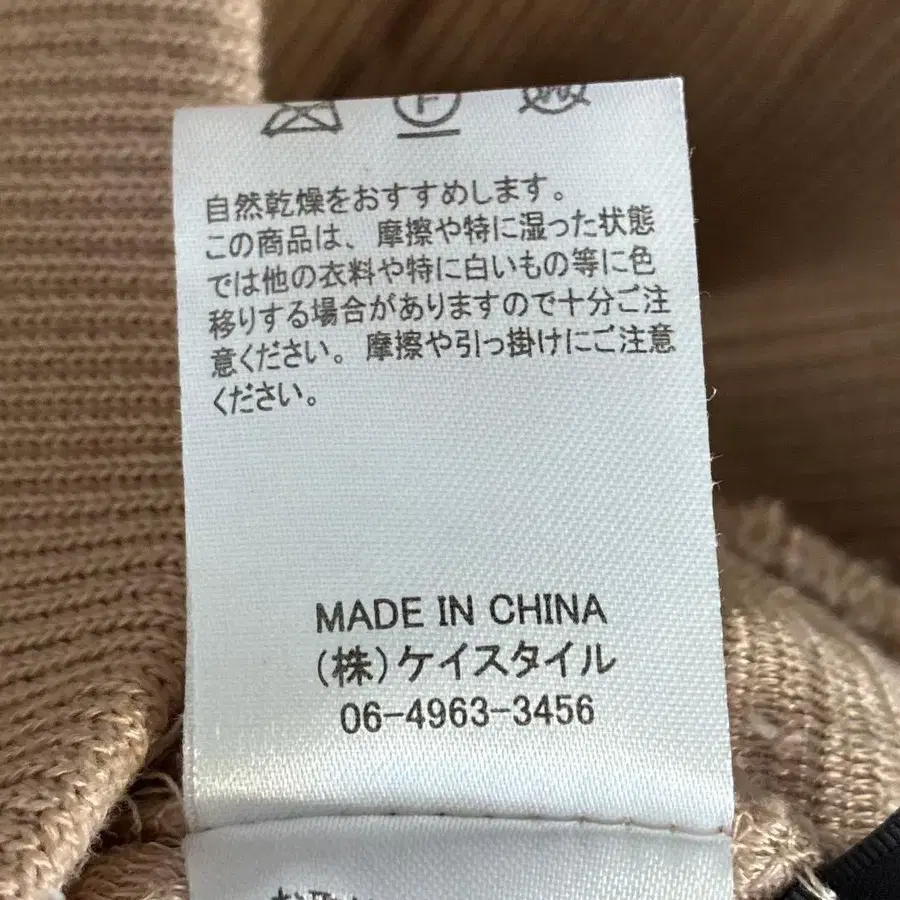 F
自然乾燥をおすすめします。
この商品は、摩擦や特に湿った状態
では他の衣料や特に白いもの等に色
移りする場合がありますので十分ご注
意ください。摩擦や引っ掛けにご注意
ください。
MADE IN CHINA
(株)ケイスタイル
06-4963-3456